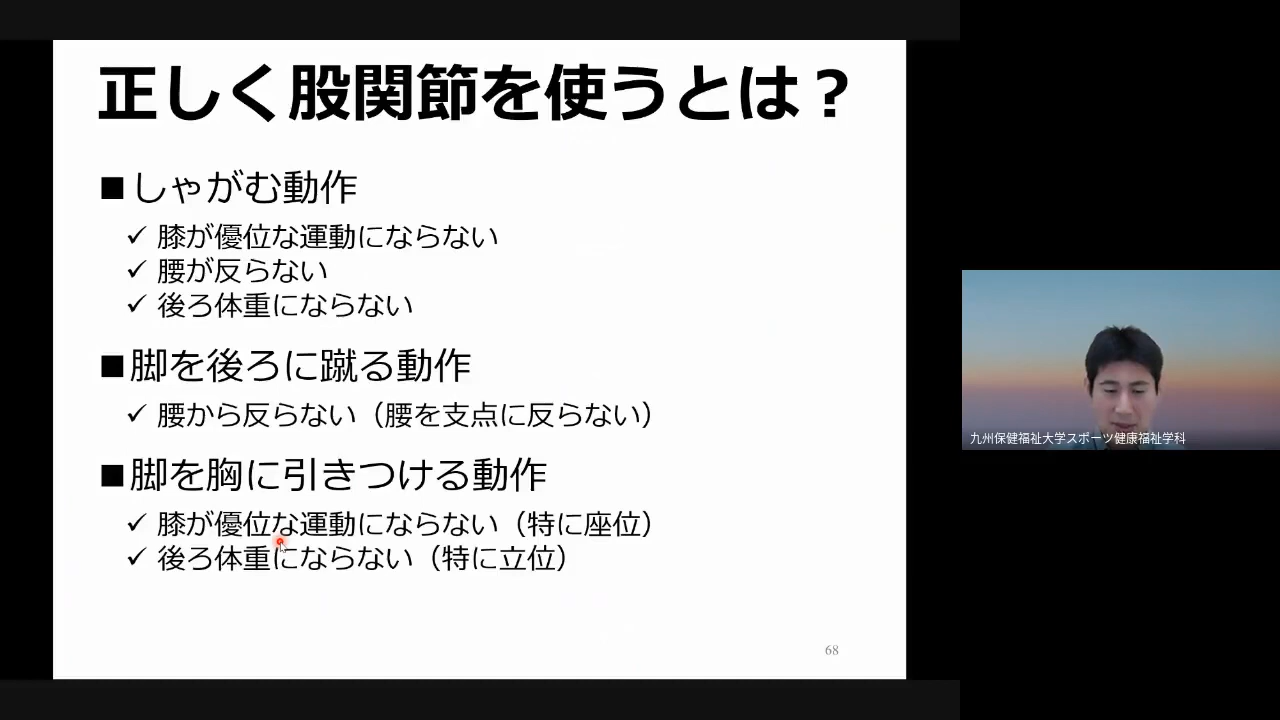 正しく股関節を使うとは？
■しゃがむ動作
✓ 膝が優位な運動にならない
✓ 腰が反らない
✓ 後ろ体重にならない
■脚を後ろに蹴る動作
✓ 腰から反らない（腰を支点に反らない）
■脚を胸に引きつける動作
✓ 膝が優位な運動にならない（特に座位）
✓ 後ろ体重にならない（特に立位）
68
九州保健福祉大学スポーツ健康福祉学科